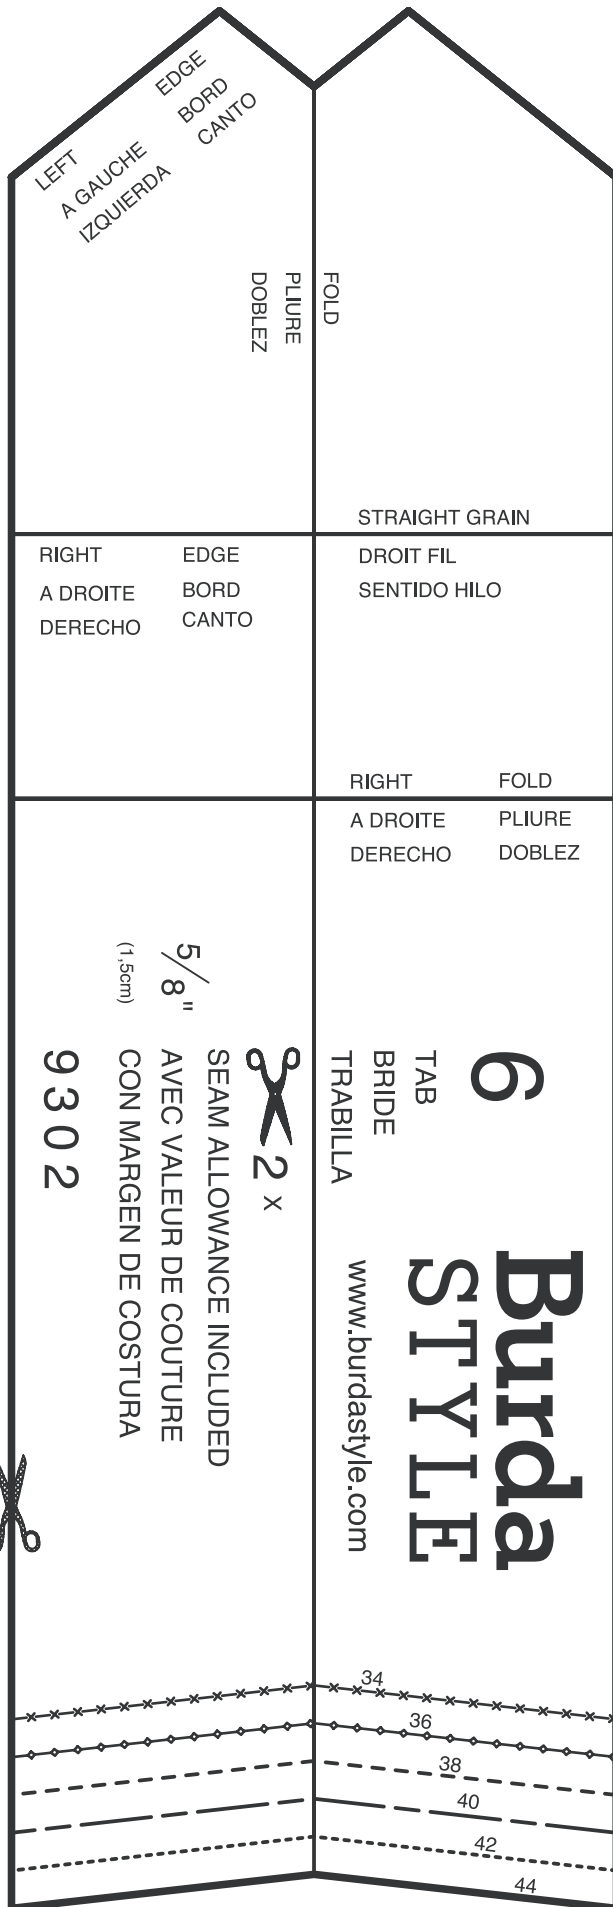 LEFT EDGE
A GAUCHE BORD
IZQUIERDA CANTO
FOLD
PLIURE
DOBLEZ
STRAIGHT GRAIN
DROIT FIL
SENTIDO HILO
RIGHT EDGE
A DROITE BORD
DERECHO CANTO
RIGHT FOLD
A DROITE PLIURE
DERECHO DOBLEZ
6
TAB
BRIDE
TRABILLA
Burda
STYLE
www.burdastyle.com
2 x
5/8" SEAM ALLOWANCE INCLUDED
AVEC VALEUR DE COUTURE
(1,5cm) CON MARGEN DE COSTURA
9302
34
36
38
40
42
44